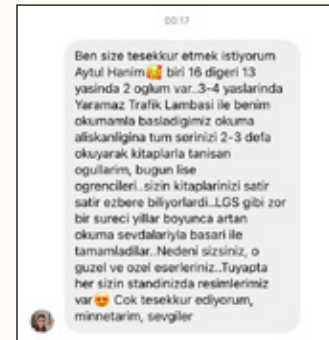 00:17
Ben size tesekkur etmek istiyorum
Aytul Hanim🥰 biri 16 digeri 13
yasinda 2 oglum var..3-4 yaslarinda
Yaramaz Trafik Lambasi ile benim
okumamla basladigimiz okuma
aliskanligina tum serinizi 2-3 defa
okuyarak kitaplarla tanisan
ogullarim, bugun lise
ogrencileri..sizin kitaplarinizi satir
satir ezbere biliyorlardi..LGS gibi zor
bir sureci yillar boyunca artan
okuma sevdalariyla basari ile
tamamladilar..Nedeni sizsiniz, o
guzel ve ozel eserleriniz..Tuyapta
her sizin standinizda resimlerimiz
var😍 Cok tesekkur ediyorum,
minnetarim, sevgiler